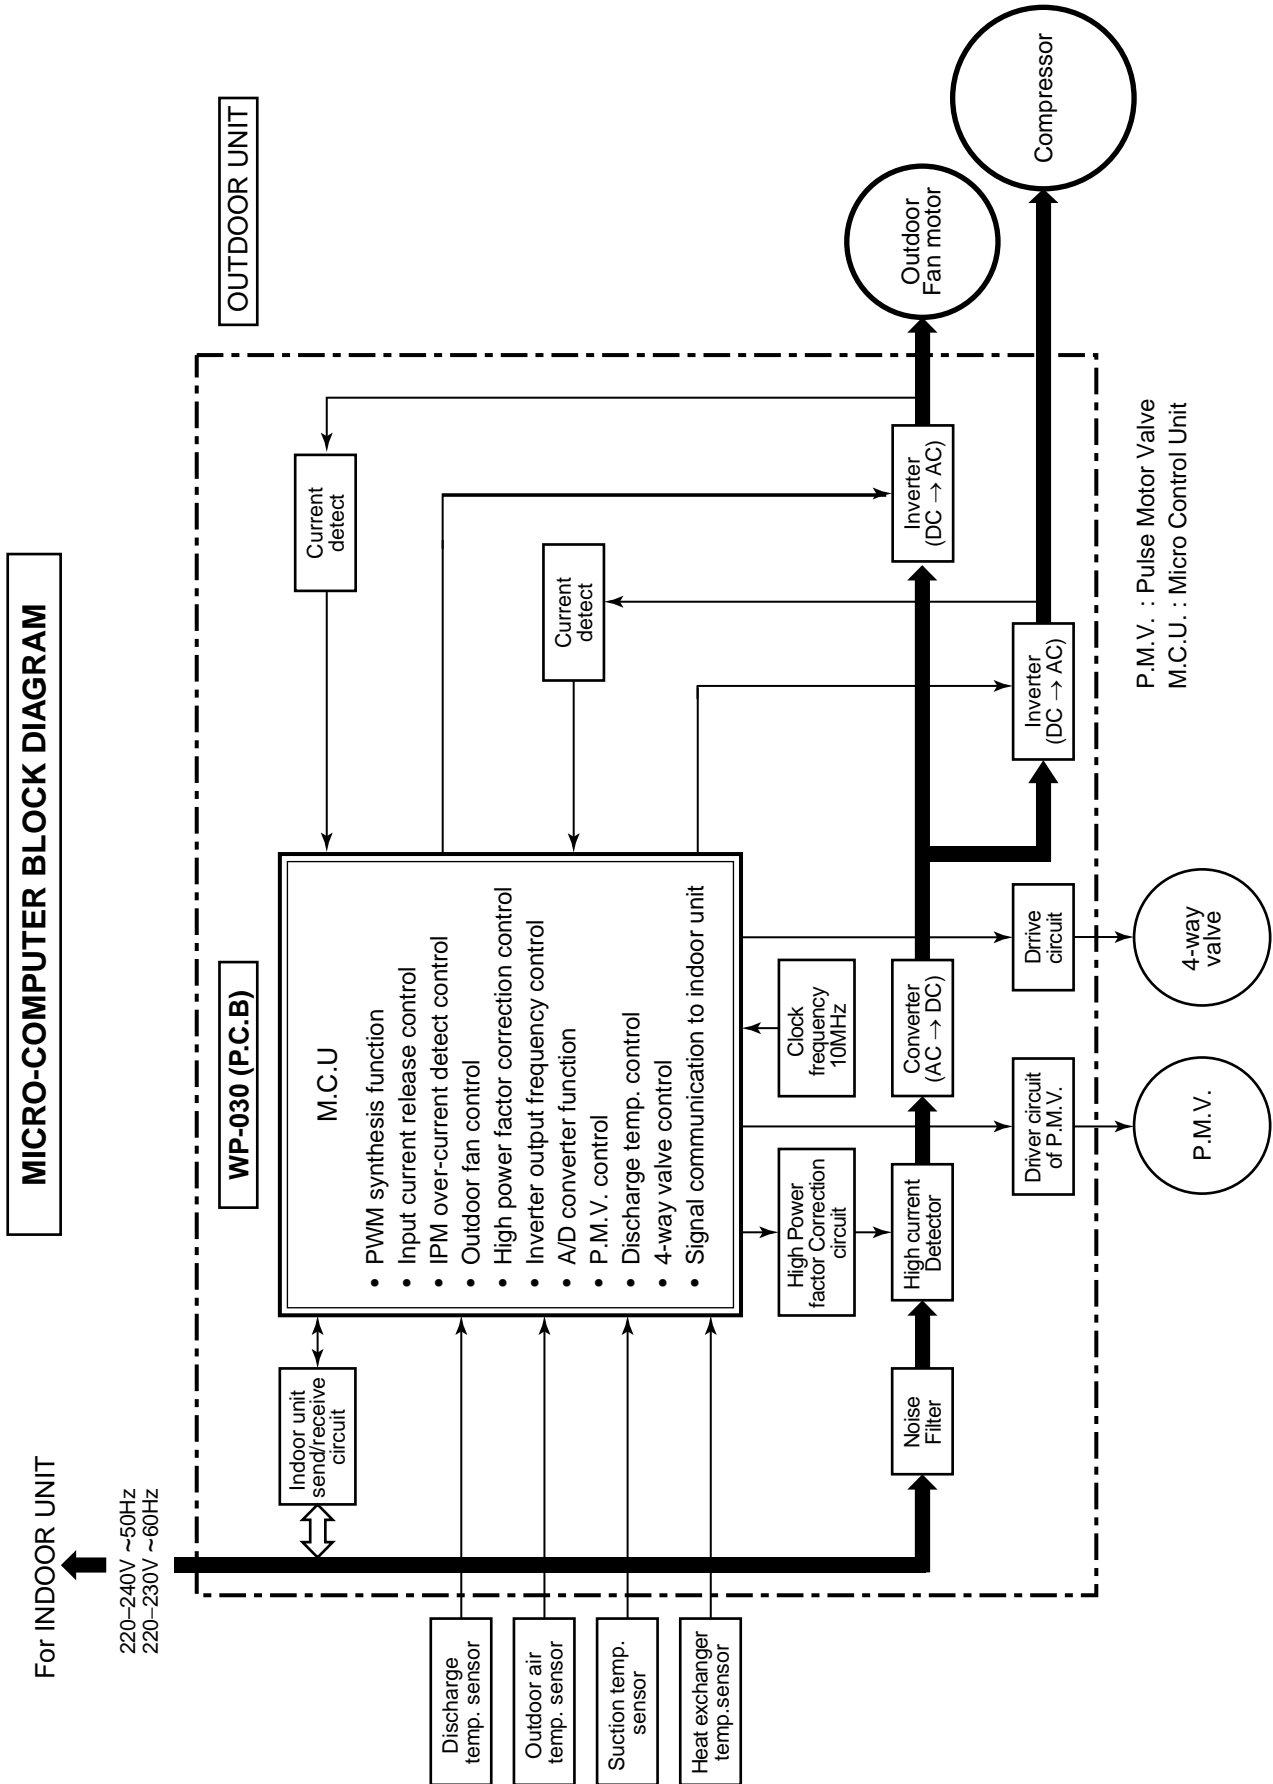 MICRO-COMPUTER BLOCK DIAGRAM
For INDOOR UNIT
220–240V ~50Hz
220–230V ~60Hz
WP-030 (P.C.B)
OUTDOOR UNIT
Indoor unit
send/receive
circuit
M.C.U
• PWM synthesis function
• Input current release control
• IPM over-current detect control
• Outdoor fan control
• High power factor correction control
• Inverter output frequency control
• A/D converter function
• P.M.V. control
• Discharge temp. control
• 4-way valve control
• Signal communication to indoor unit
Current
detect
Current
detect
Discharge
temp. sensor
Outdoor air
temp. sensor
Suction temp.
sensor
Heat exchanger
temp.sensor
High Power
factor Correction
circuit
Clock
frequency
10MHz
Noise
Filter
High current
Detector
Converter
(AC → DC)
Inverter
(DC → AC)
Outdoor
Fan motor
Driver circuit
of P.M.V.
Drrive
circuit
Inverter
(DC → AC)
Compressor
P.M.V.
4-way
valve
P.M.V. : Pulse Motor Valve
M.C.U. : Micro Control Unit